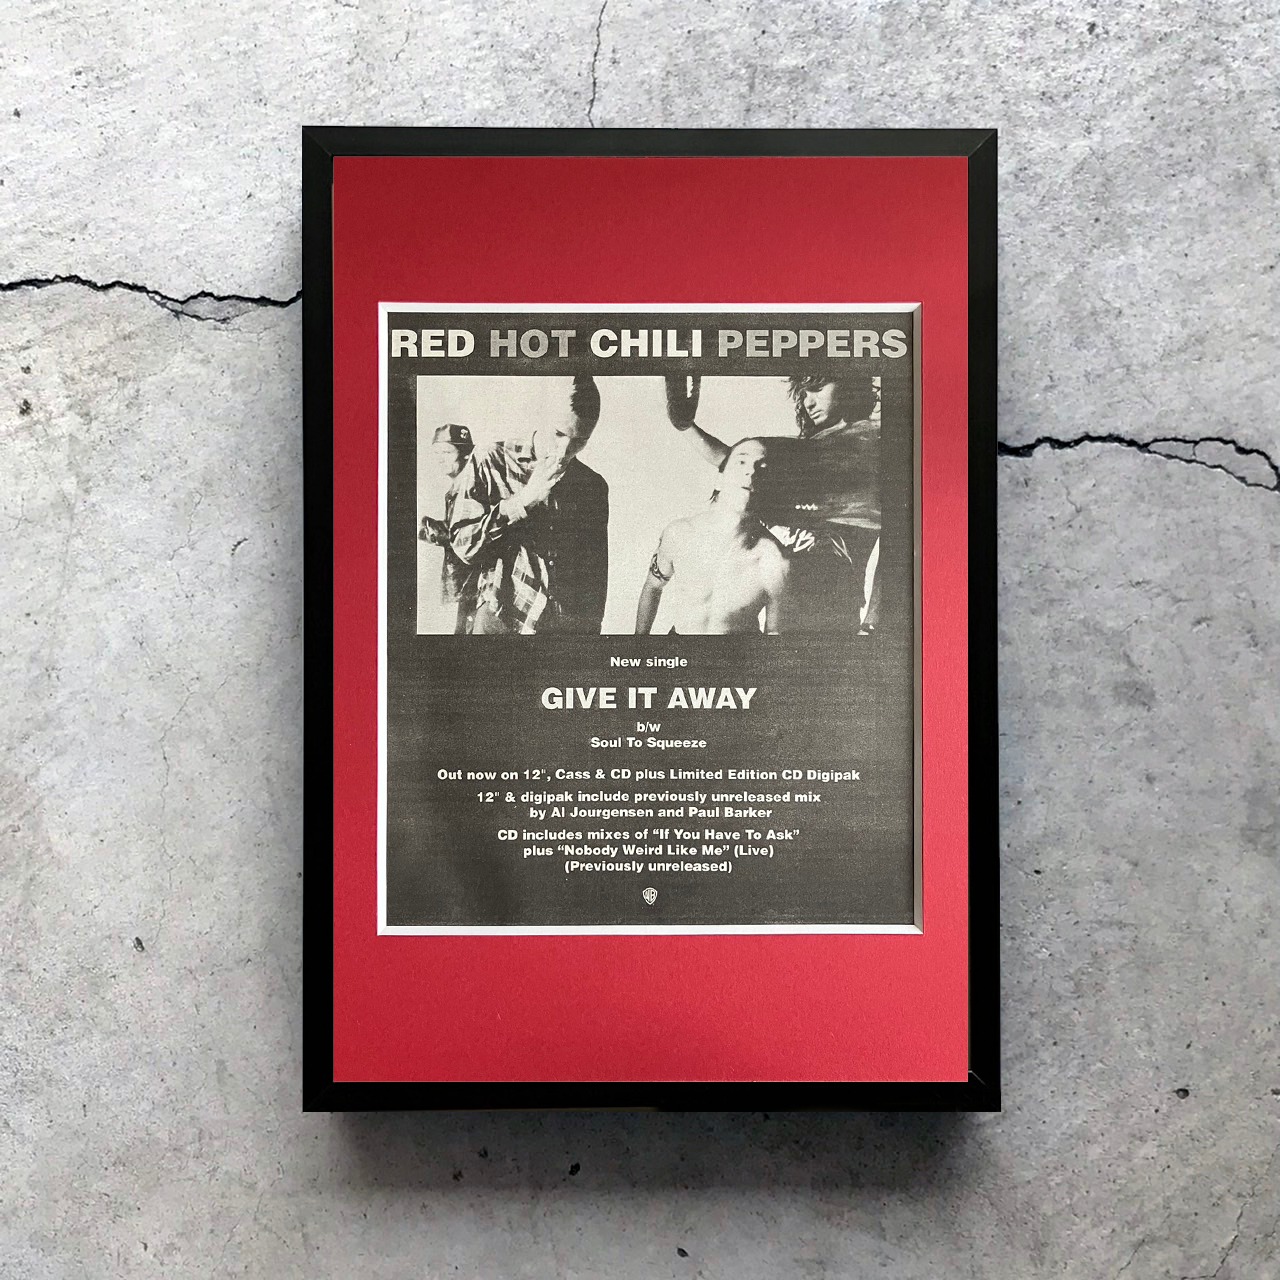 RED HOT CHILI PEPPERS
New single
GIVE IT AWAY
b/w
Soul To Squeeze
Out now on 12", Cass & CD plus Limited Edition CD Digipak
12" & digipak include previously unreleased mix
by Al Jourgensen and Paul Barker
CD includes mixes of “If You Have To Ask”
plus “Nobody Weird Like Me” (Live)
(Previously unreleased)
WB